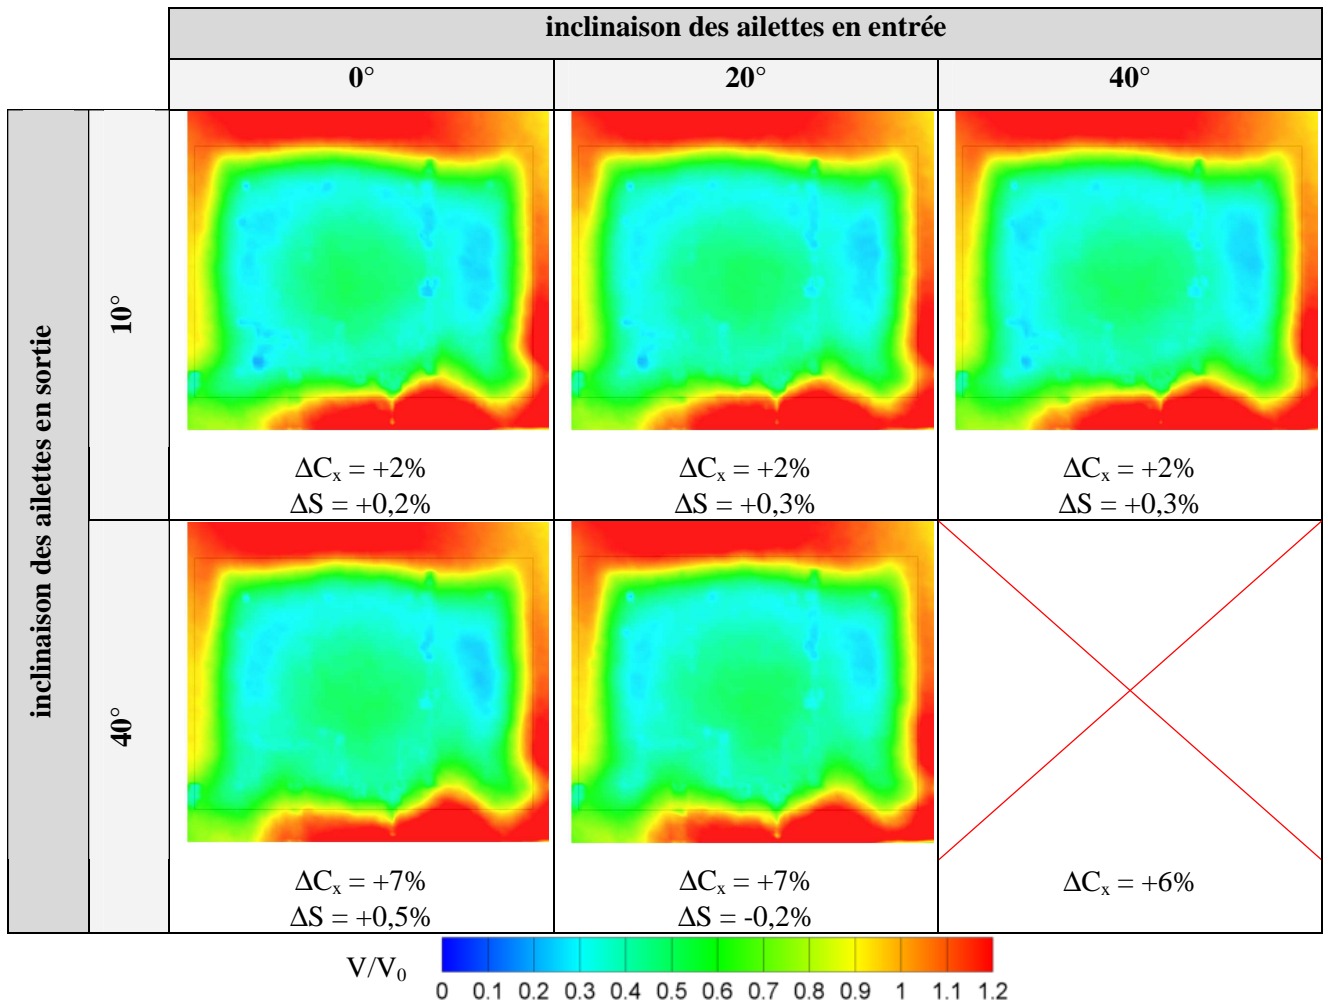 inclinaison des ailettes en entrée
0° 20° 40°
inclinaison des ailettes en sortie
10°
ΔCx = +2% ΔCx = +2% ΔCx = +2%
ΔS = +0,2% ΔS = +0,3% ΔS = +0,3%
40°
ΔCx = +7% ΔCx = +7% ΔCx = +6%
ΔS = +0,5% ΔS = -0,2%
V/V0
0 0.1 0.2 0.3 0.4 0.5 0.6 0.7 0.8 0.9 1 1.1 1.2